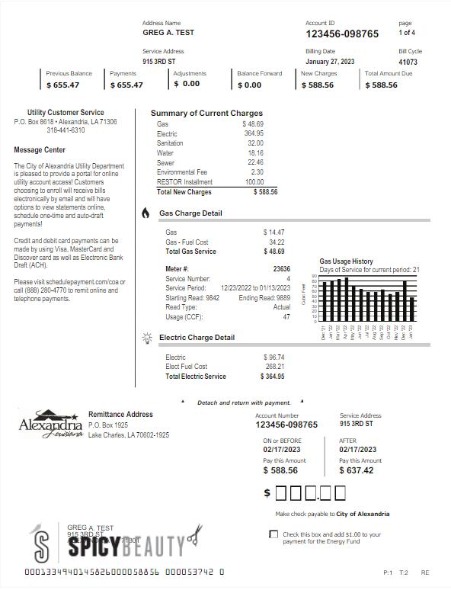 Address Name
GREG A. TEST
Account ID
123456-098765
page
1 of 4
Service Address
915 3RD ST
Billing Date
January 27, 2023
Bill Cycle
41073
Previous Balance
$ 655.47
Payments
$ 655.47
Adjustments
$ 0.00
Balance Forward
$ 0.00
New Charges
$ 588.56
Total Amount Due
$ 588.56
Utility Customer Service
P.O. Box 8618 • Alexandria, LA 71306
318-441-6310
Message Center
The City of Alexandria Utility Department
is pleased to provide a portal for online
utility account access! Customers
choosing to enroll will receive bills
electronically by email and will have
options to view statements online,
schedule one-time and auto-draft
payments!
Credit and debit card payments can be
made by using Visa, MasterCard and
Discover card as well as Electronic Bank
Draft (ACH).
Please visit schedulepayment.com/coa or
call (888) 280-4770 to remit online and
telephone payments.
Summary of Current Charges
Gas $ 48.69
Electric 364.95
Sanitation 32.00
Water 18.16
Sewer 22.46
Environmental Fee 2.30
RESTOR Instalment 100.00
Total New Charges $ 588.56
Gas Charge Detail
Gas $ 14.47
Gas - Fuel Cost 34.22
Total Gas Service $ 48.69
Meter #: 23636
Service Number: 4
Service Period: 12/23/2022 to 01/13/2023
Starting Read: 9842 Ending Read: 9889
Read Type: Actual
Usage (CCF): 47
Gas Usage History
Days of Service for current period: 21
Electric Charge Detail
Electric $ 96.74
Elect Fuel Cost 268.21
Total Electric Service $ 364.95
Detach and return with payment.
Alexandria
Remittance Address
P.O. Box 1925
Lake Charles, LA 70602-1925
Account Number
123456-098765
Service Address
915 3RD ST
ON or BEFORE
02/17/2023
Pay this Amount
$ 588.56
AFTER
02/17/2023
Pay this Amount
$ 637.42
$
Make check payable to City of Alexandria
Check this box and add $1.00 to your
payment for the Energy Fund
GREG A. TEST
915 3RD ST
SPICYBEAUTY
0001334940145826000058856 000053742 0
P:1 T:2 RE